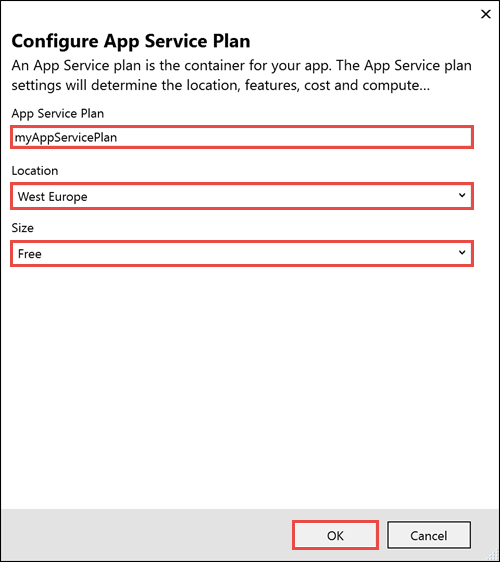 Configure App Service Plan
An App Service plan is the container for your app. The App Service plan
settings will determine the location, features, cost and compute...
App Service Plan
myAppServicePlan
Location
West Europe
Size
Free
OK
Cancel